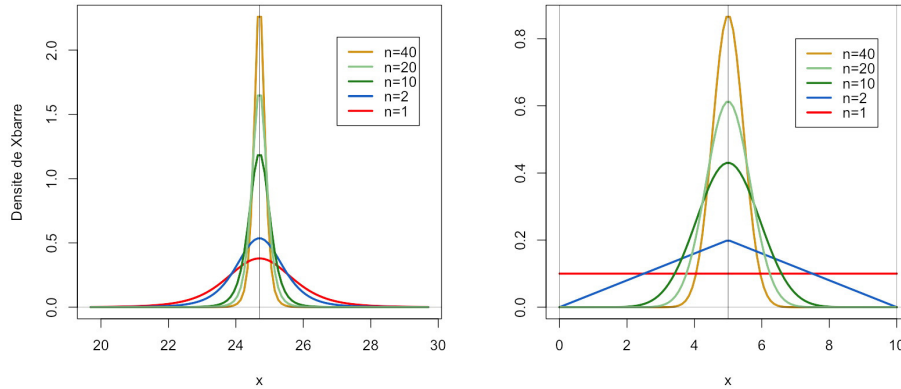 Densite de Xbarre
0.0 0.5 1.0 1.5 2.0
n=40
n=20
n=10
n=2
n=1
20 22 24 26 28 30
x
0.0 0.2 0.4 0.6 0.8
n=40
n=20
n=10
n=2
n=1
0 2 4 6 8 10
x